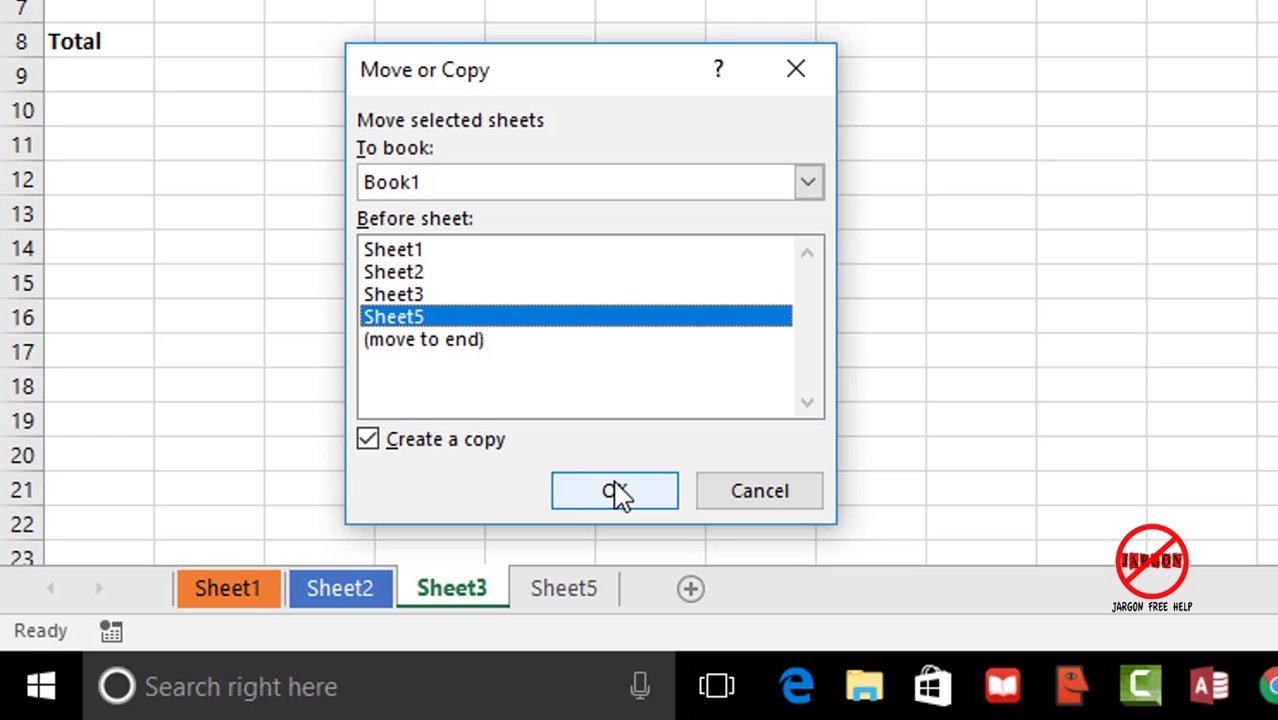 7
8 Total
9
10
11
12
13
14
15
16
17
18
19
20
21
22
23
Move or Copy ?
Move selected sheets
To book:
Book1
Before sheet:
Sheet1
Sheet2
Sheet3
Sheet5
(move to end)
Create a copy
OK Cancel
JARGON
JARGON FREE HELP
Sheet1 Sheet2 Sheet3 Sheet5
Ready
Search right here